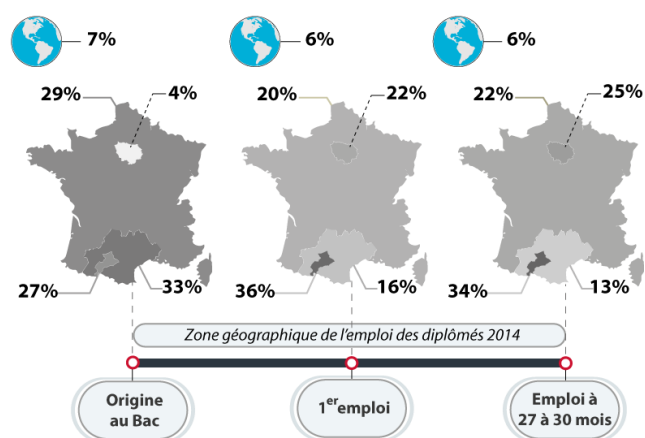 7%
6%
6%
29%
4%
20%
22%
22%
25%
27%
33%
36%
16%
34%
13%
Zone géographique de l'emploi des diplômés 2014
Origine
au Bac
1er emploi
Emploi à
27 à 30 mois